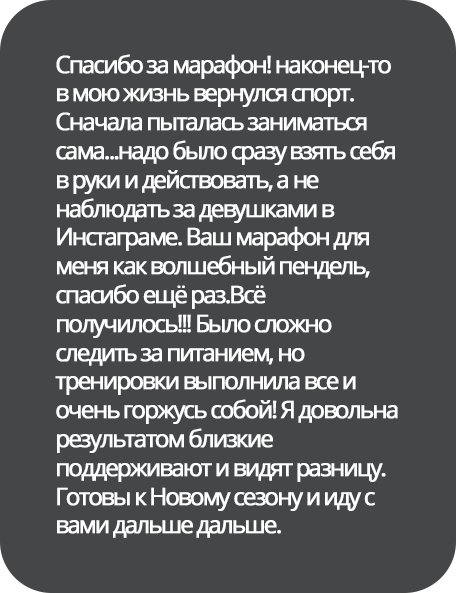 Спасибо за марафон! наконец-то
в мою жизнь вернулся спорт.
Сначала пыталась заниматься
сама...надо было сразу взять себя
в руки и действовать, а не
наблюдать за девушками в
Инстаграме. Ваш марафон для
меня как волшебный пендель,
спасибо ещё раз.Всё
получилось!!! Было сложно
следить за питанием, но
тренировки выполнила все и
очень горжусь собой! Я довольна
результатом близкие
поддерживают и видят разницу.
Готовы к Новому сезону и иду с
вами дальше дальше.